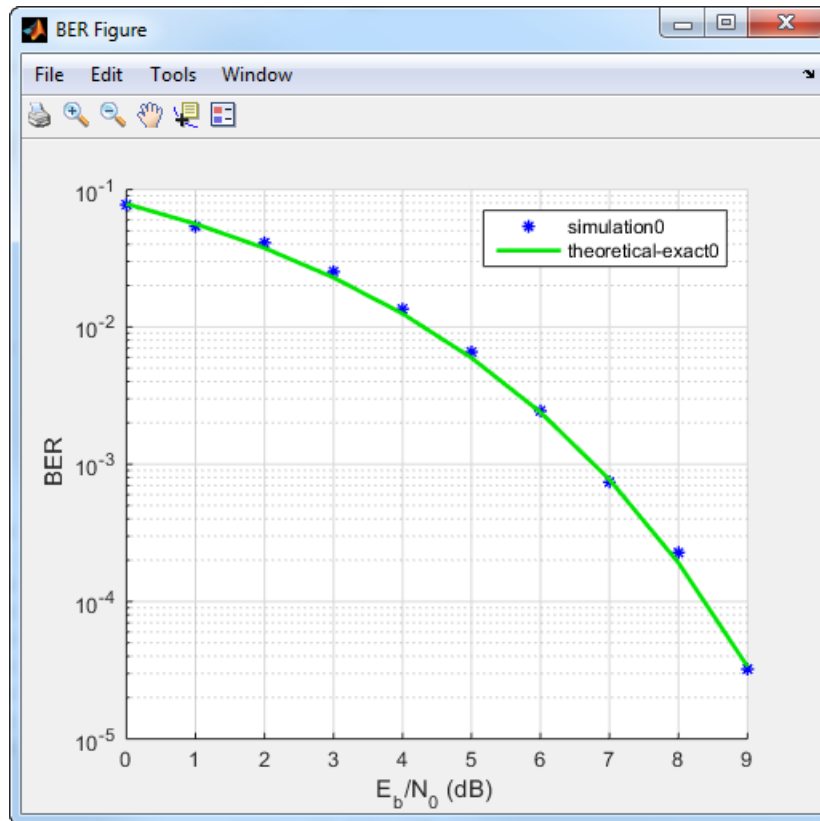 BER Figure
File Edit Tools Window
10^-1
10^-2
10^-3
10^-4
10^-5
BER
simulation0
theoretical-exact0
0 1 2 3 4 5 6 7 8 9
E_b/N_0 (dB)